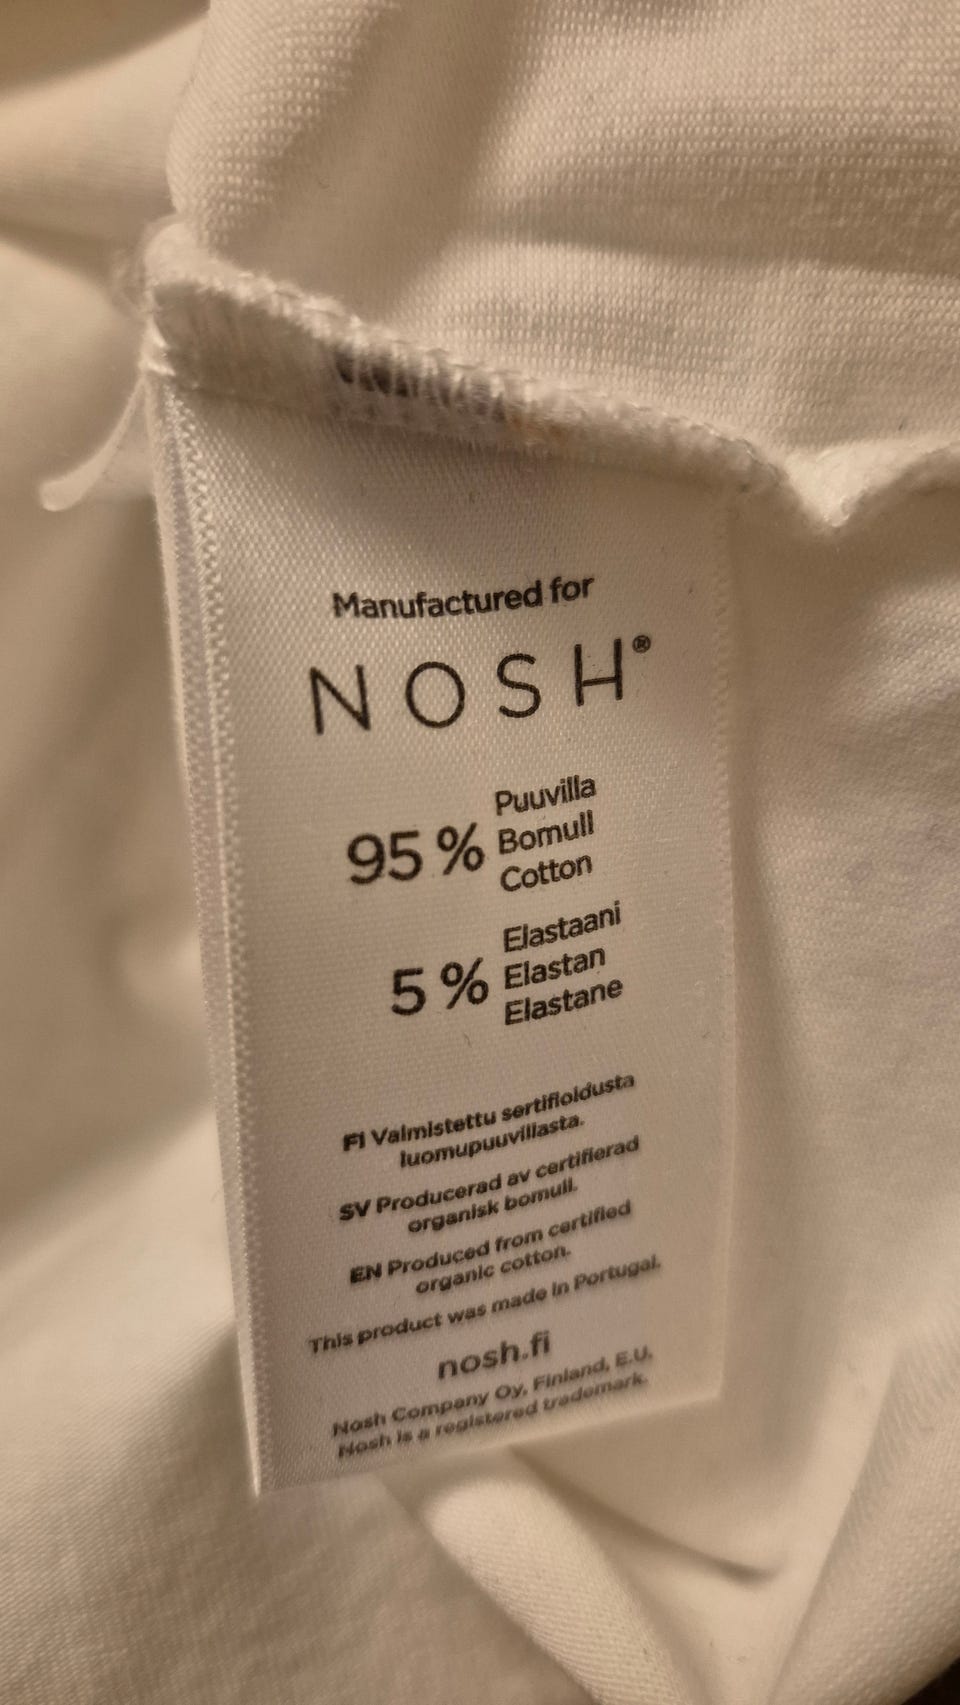 Manufactured for
NOSH®
95 % Puuvilla
Bomull
Cotton
5 % Elastaani
Elastan
Elastane
FI Valmistettu sertifioidusta
luomupuuvillasta.
SV Producerad av certifierad
organisk bomull.
EN Produced from certified
organic cotton.
This product was made in Portugal.
nosh.fi
Nosh Company Oy, Finland, E.U.
Nosh is a registered trademark.